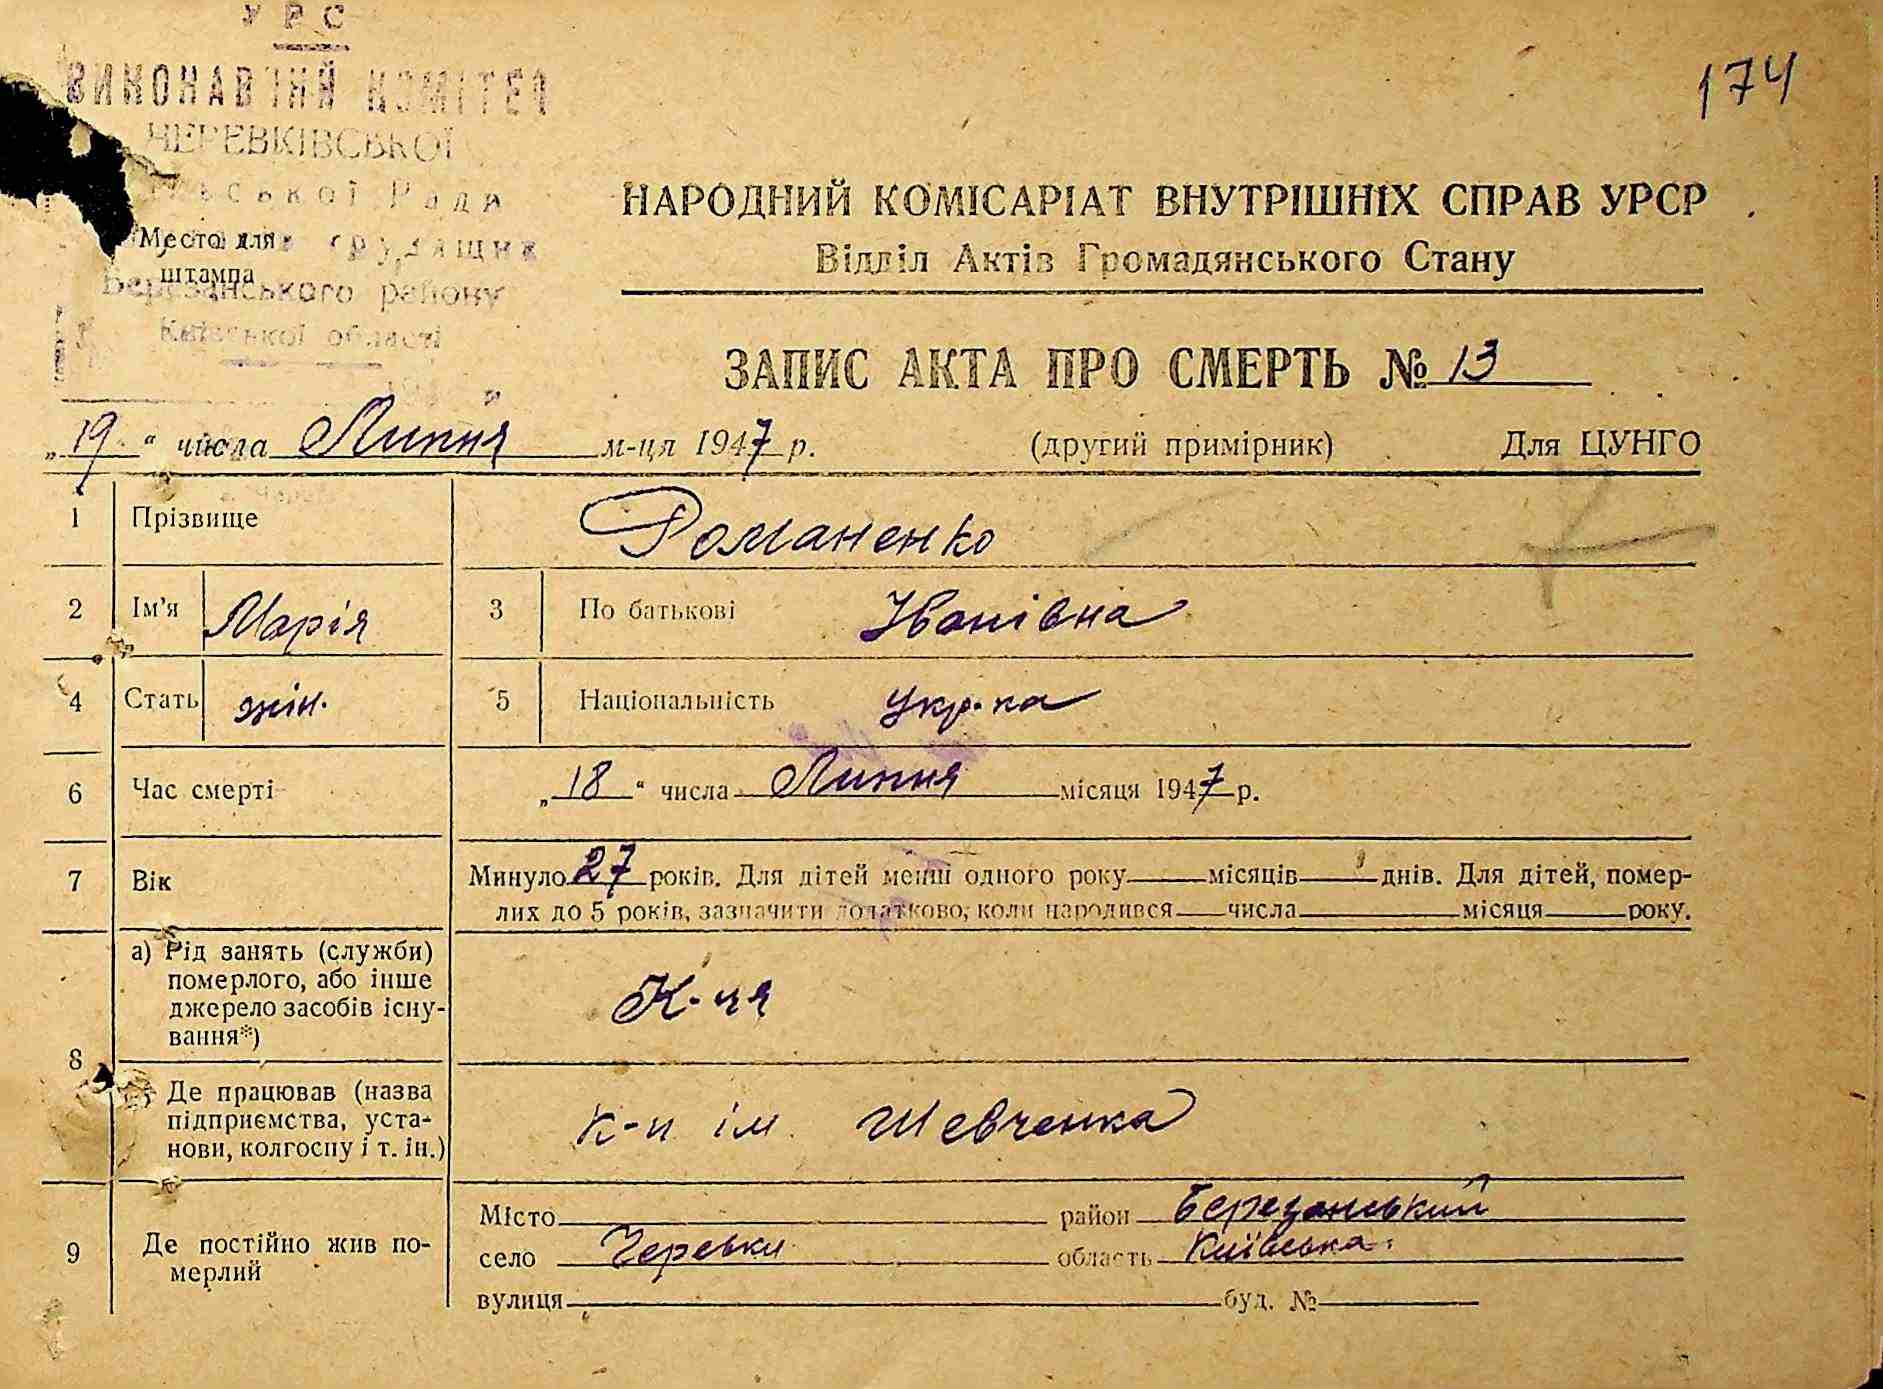 УРС
ВИКОНАВЧИЙ КОМІТЕТ
ЧЕРЕВКІВСЬКОЇ
Ради
Место для
штампа
Березанського району
Київської області
174
НАРОДНИЙ КОМІСАРІАТ ВНУТРІШНІХ СПРАВ УРСР
Відділ Актів Громадянського Стану
ЗАПИС АКТА ПРО СМЕРТЬ № 13
„19“ числа Липня м-ця 1947 р. (другий примірник) Для ЦУНГО
1 Прізвище Романенко
2 Ім'я Марія 3 По батькові Іванівна
4 Стать жін. 5 Національність Укр-ка
6 Час смерті „18“ числа Липня місяця 1947 р.
7 Вік Минуло 27 років. Для дітей менш одного року місяців днів. Для дітей, помер-
лих до 5 років, зазначити додатково, коли народився числа місяця року.
8 а) Рід занять (служби)
померлого, або інше
джерело засобів існу-
вання*) К-ця
Де працював (назва
підприємства, уста-
нови, колгоспу і т. ін.) к-п ім. Шевченка
9 Де постійно жив по-
мерлий
Місто район Березанський
село Черевки область Київська
вулиця буд. №